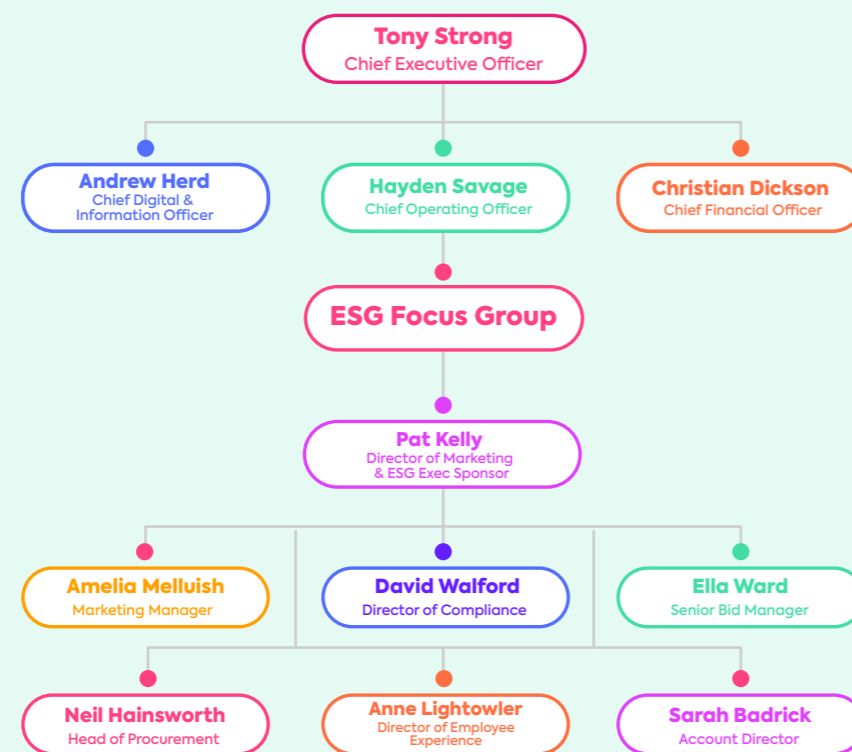 Tony Strong
Chief Executive Officer
Andrew Herd
Chief Digital &
Information Officer
Hayden Savage
Chief Operating Officer
Christian Dickson
Chief Financial Officer
ESG Focus Group
Pat Kelly
Director of Marketing
& ESG Exec Sponsor
Amelia Melluish
Marketing Manager
David Walford
Director of Compliance
Ella Ward
Senior Bid Manager
Neil Hainsworth
Head of Procurement
Anne Lightowler
Director of Employee
Experience
Sarah Badrick
Account Director